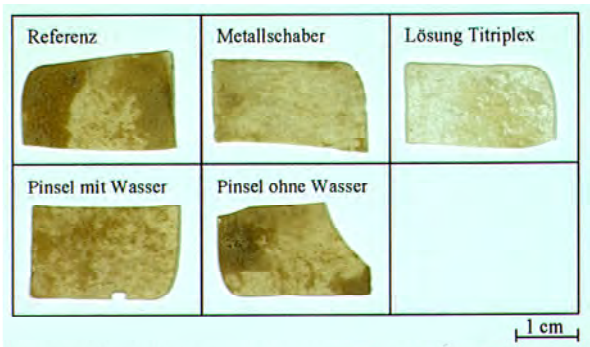 Referenz
Metallschaber
Lösung Titriplex
Pinsel mit Wasser
Pinsel ohne Wasser
1 cm